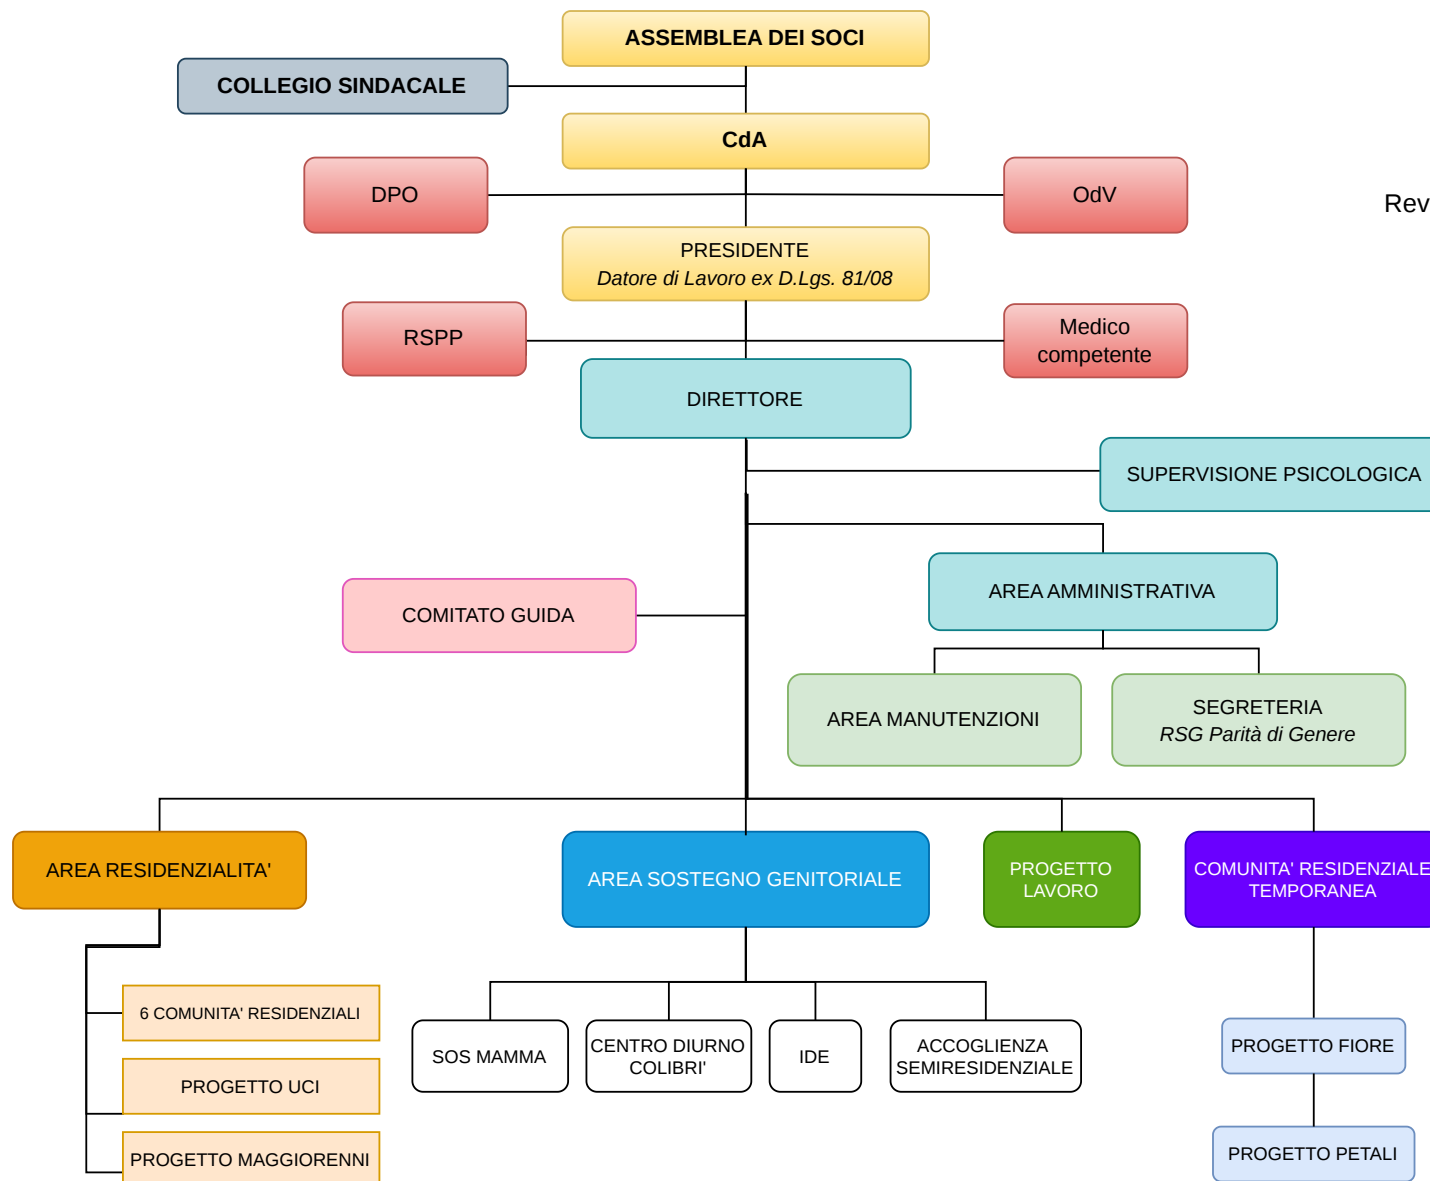 ASSEMBLEA DEI SOCI
COLLEGIO SINDACALE
CdA
DPO
OdV
Rev
PRESIDENTE
Datore di Lavoro ex D.Lgs. 81/08
RSPP
Medico
competente
DIRETTORE
SUPERVISIONE PSICOLOGICA
AREA AMMINISTRATIVA
COMITATO GUIDA
AREA MANUTENZIONI
SEGRETERIA
RSG Parità di Genere
AREA RESIDENZIALITA'
AREA SOSTEGNO GENITORIALE
PROGETTO
LAVORO
COMUNITA' RESIDENZIALE
TEMPORANEA
6 COMUNITA' RESIDENZIALI
PROGETTO UCI
PROGETTO MAGGIORENNI
SOS MAMMA
CENTRO DIURNO
COLIBRI'
IDE
ACCOGLIENZA
SEMIRESIDENZIALE
PROGETTO FIORE
PROGETTO PETALI